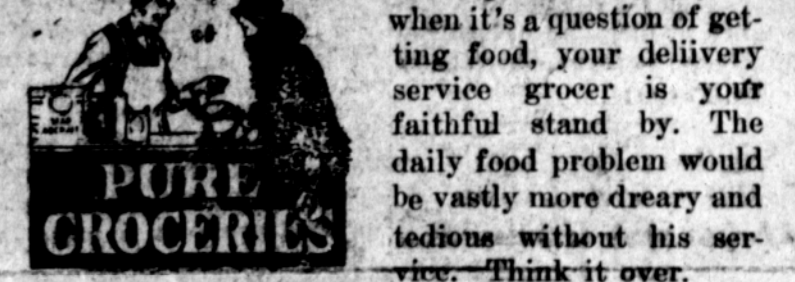 PURE
GROCERIES
when it's a question of get-
ting food, your deliivery
service grocer is your
faithful stand by. The
daily food problem would
be vastly more dreary and
tedious without his ser-
vice. Think it over.